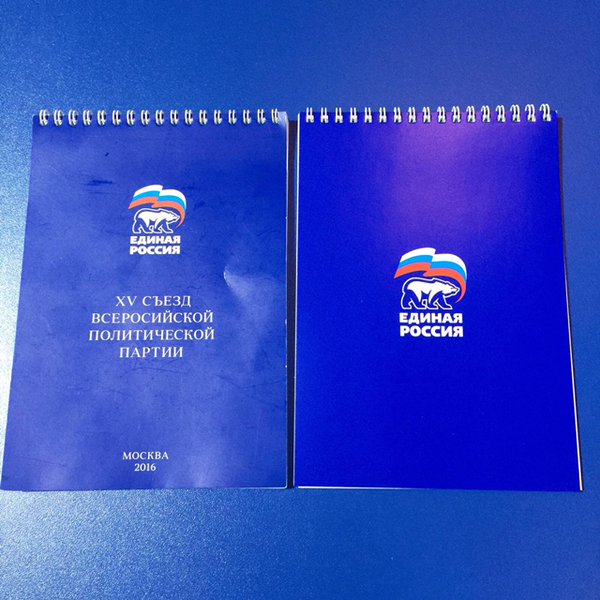 ЕДИНАЯ
РОССИЯ
XV СЪЕЗД
ВСЕРОСИЙСКОЙ
ПОЛИТИЧЕСКОЙ
ПАРТИИ
МОСКВА
2016
ЕДИНАЯ
РОССИЯ